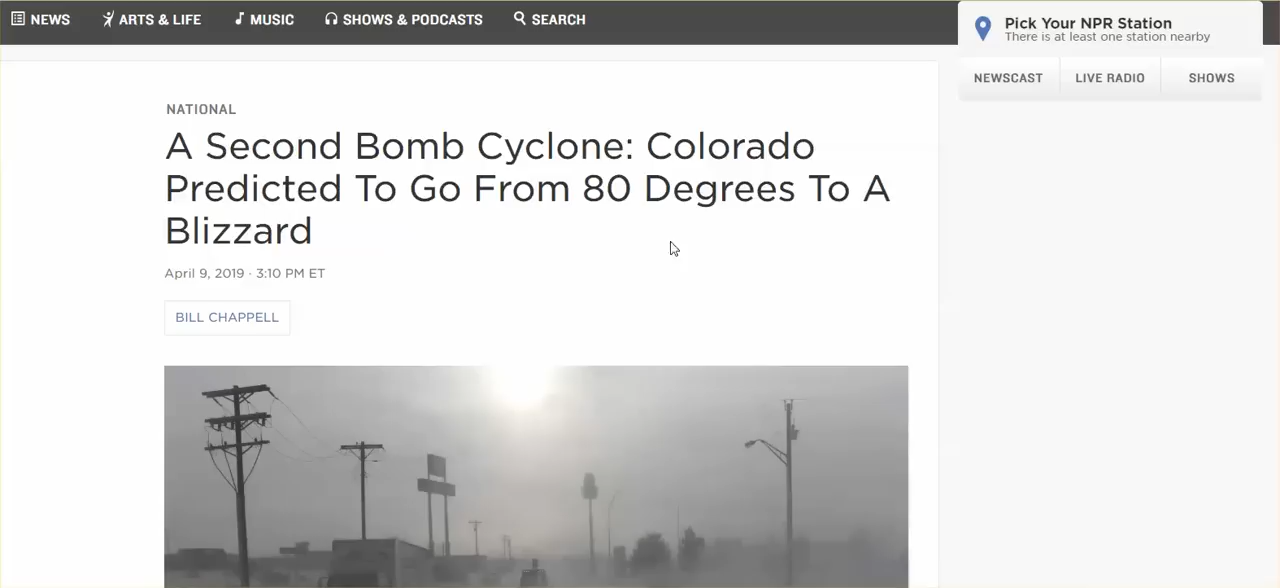 NEWS ARTS & LIFE MUSIC SHOWS & PODCASTS SEARCH
Pick Your NPR Station
There is at least one station nearby
NEWSCAST LIVE RADIO SHOWS
NATIONAL
A Second Bomb Cyclone: Colorado
Predicted To Go From 80 Degrees To A
Blizzard
April 9, 2019 · 3:10 PM ET
BILL CHAPPELL